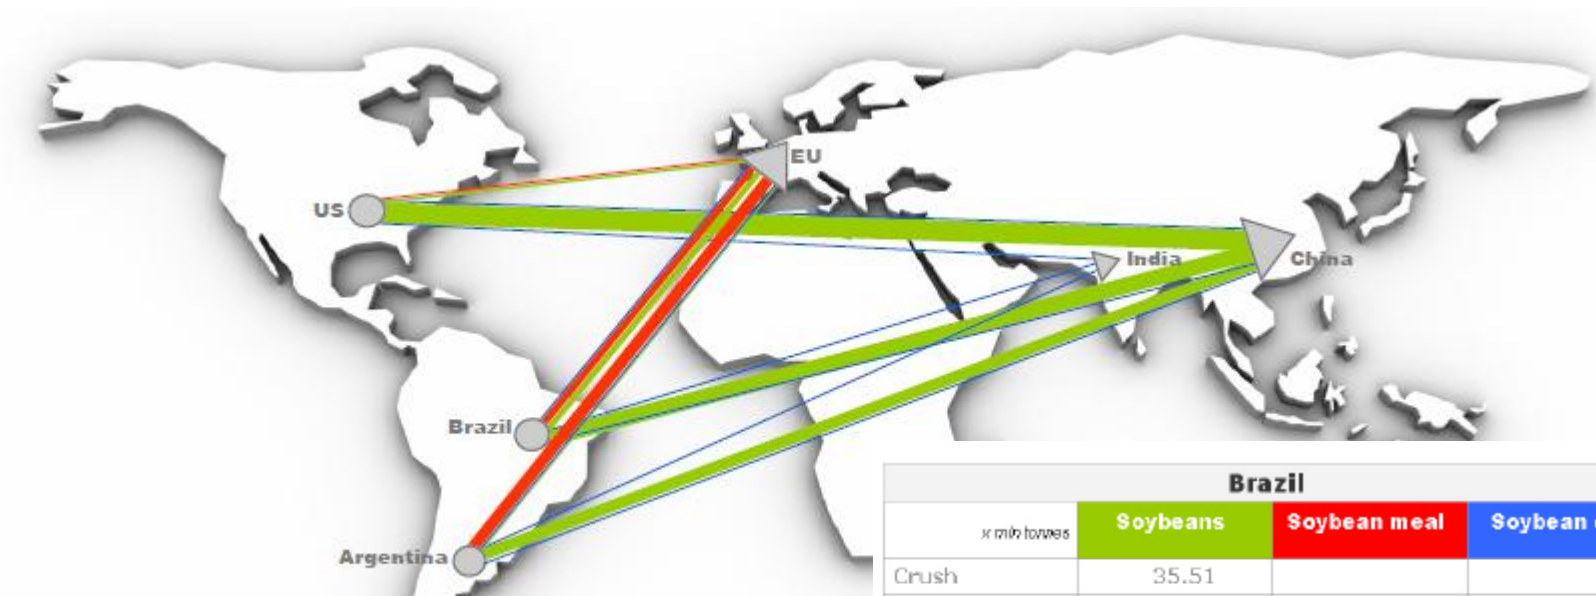 EU
US
India
China
Brazil
Argentina
Brazil
x mln tonnes Soybeans Soybean meal Soybean
Crush 35.51